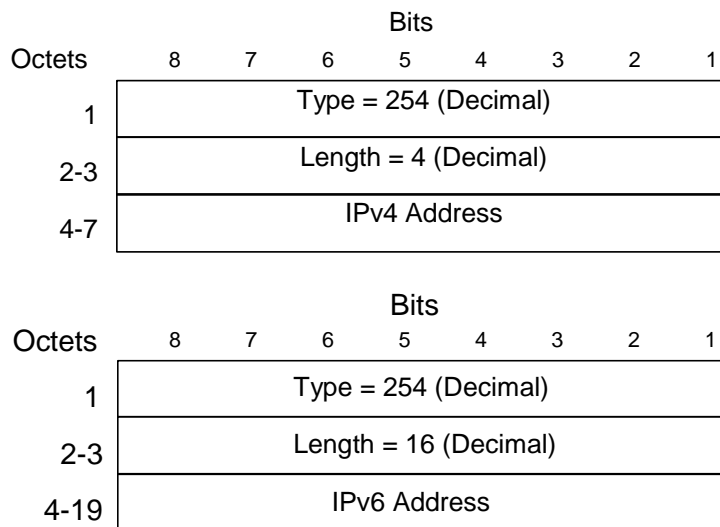 Bits
Octets 8 7 6 5 4 3 2 1
1 Type = 254 (Decimal)
2-3 Length = 4 (Decimal)
4-7 IPv4 Address
Bits
Octets 8 7 6 5 4 3 2 1
1 Type = 254 (Decimal)
2-3 Length = 16 (Decimal)
4-19 IPv6 Address